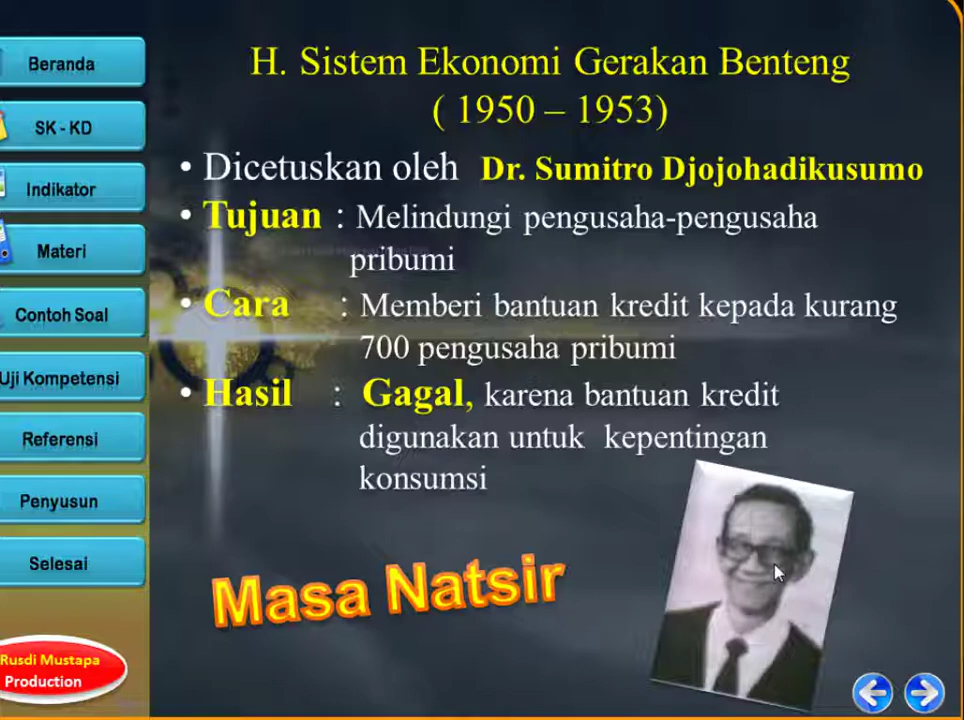 H. Sistem Ekonomi Gerakan Benteng
( 1950 – 1953)
• Dicetuskan oleh Dr. Sumitro Djojohadikusumo
• Tujuan : Melindungi pengusaha-pengusaha
pribumi
• Cara : Memberi bantuan kredit kepada kurang
700 pengusaha pribumi
• Hasil : Gagal, karena bantuan kredit
digunakan untuk kepentingan
konsumsi
Masa Natsir
Beranda
SK - KD
Indikator
Materi
Contoh Soal
Uji Kompetensi
Referensi
Penyusun
Selesai
Rusdi Mustapa
Production